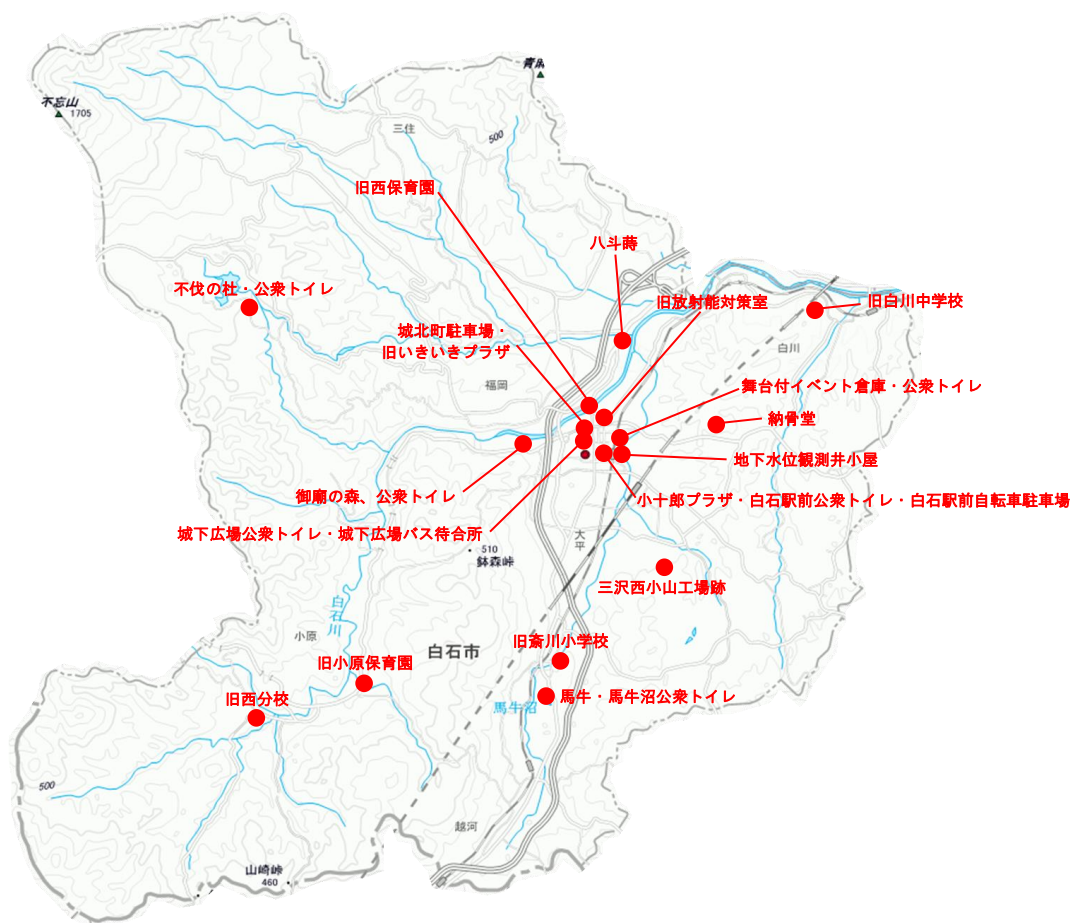 青麻
不忘山
1705
三住
500
旧西保育園
八斗蒔
不伐の杜・公衆トイレ
旧放射能対策室
旧白川中学校
城北町駐車場・
旧いきいきプラザ
白川
福岡
舞台付イベント倉庫・公衆トイレ
納骨堂
地下水位観測井小屋
御廟の森、公衆トイレ
小十郎プラザ・白石駅前公衆トイレ・白石駅前自転車駐車場
城下広場公衆トイレ・城下広場バス待合所
大平
510
鉢森峠
三沢西小山工場跡
白石川
小原
白石市
旧斎川小学校
旧小原保育園
旧西分校
馬牛・馬牛沼公衆トイレ
馬牛沼
500
越河
山崎峠
460